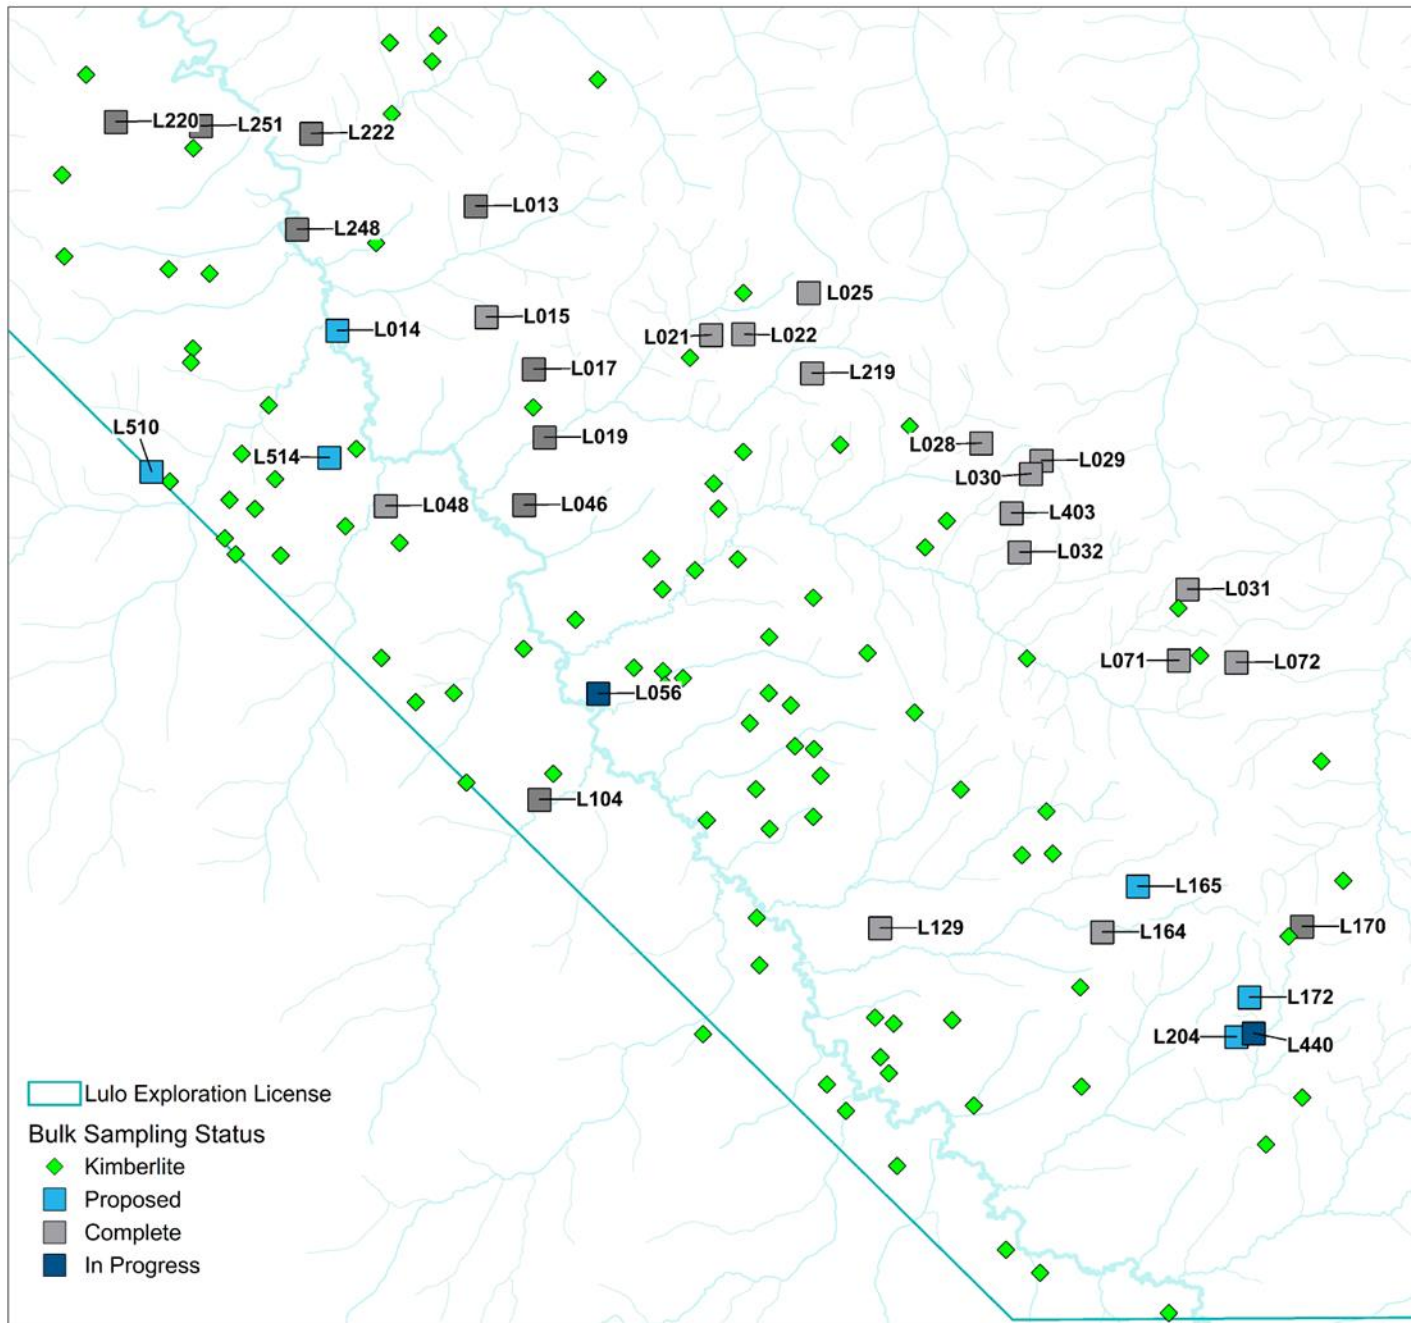 L220
L251
L222
L013
L248
L025
L014
L015
L021
L022
L017
L219
L510
L019
L028
L514
L029
L030
L048
L046
L403
L032
L031
L071
L072
L056
L104
L165
L129
L164
L170
L172
L204
L440
Lulo Exploration License
Bulk Sampling Status
Kimberlite
Proposed
Complete
In Progress